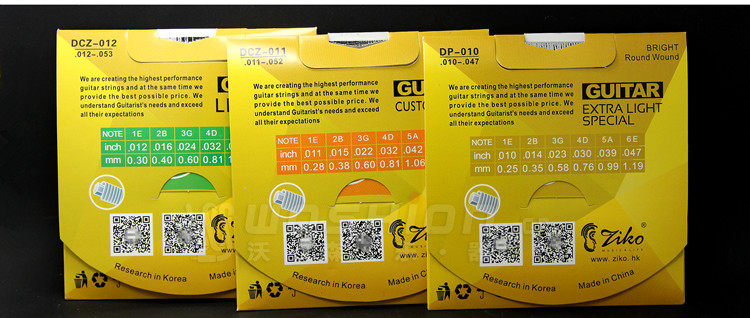 DCZ-012
.012-.053
We are creating the highest performance
guitar strings and at the same time we
provide the best possible price. We
understand Guitarist's needs and exceed
all their expectations
NOTE 1E 2B 3G 4D
inch .012 .016 .024 .032
mm 0.30 0.40 0.60 0.81
Research in Korea
DCZ-011
.011-.052
We are creating the highest performance
guitar strings and at the same time we
provide the best possible price. We
understand Guitarist's needs and exceed
all their expectations
GU
CUSTO
NOTE 1E 2B 3G 4D 5A
inch .011 .015 .022 .032 .042
mm 0.28 0.38 0.60 0.81 1.06
Ziko
www.z
Research in Korea
Made in
DP-010
.010-.047
BRIGHT
Round Wound
We are creating the highest performance
guitar strings and at the same time we
provide the best possible price. We
understand Guitarist's needs and exceed
all their expectations
GUITAR
EXTRA LIGHT
SPECIAL
NOTE 1E 2B 3G 4D 5A 6E
inch .010 .014 .023 .030 .039 .047
mm 0.25 0.35 0.58 0.76 0.99 1.19
Ziko®
www.ziko.hk
Research in Korea
Made in China